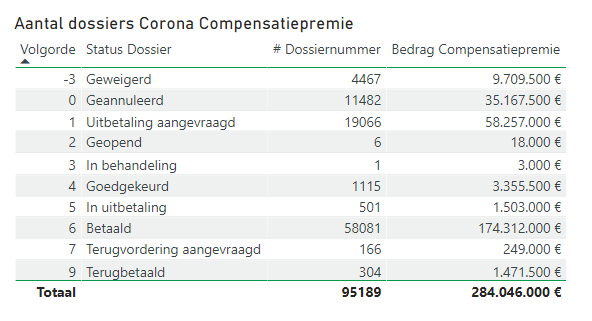 Aantal dossiers Corona Compensatiepremie
Volgorde Status Dossier # Dossiernummer Bedrag Compensatiepremie
-3 Geweigerd 4467 9.709.500 €
0 Geannuleerd 11482 35.167.500 €
1 Uitbetaling aangevraagd 19066 58.257.000 €
2 Geopend 6 18.000 €
3 In behandeling 1 3.000 €
4 Goedgekeurd 1115 3.355.500 €
5 In uitbetaling 501 1.503.000 €
6 Betaald 58081 174.312.000 €
7 Terugvordering aangevraagd 166 249.000 €
9 Terugbetaald 304 1.471.500 €
Totaal 95189 284.046.000 €